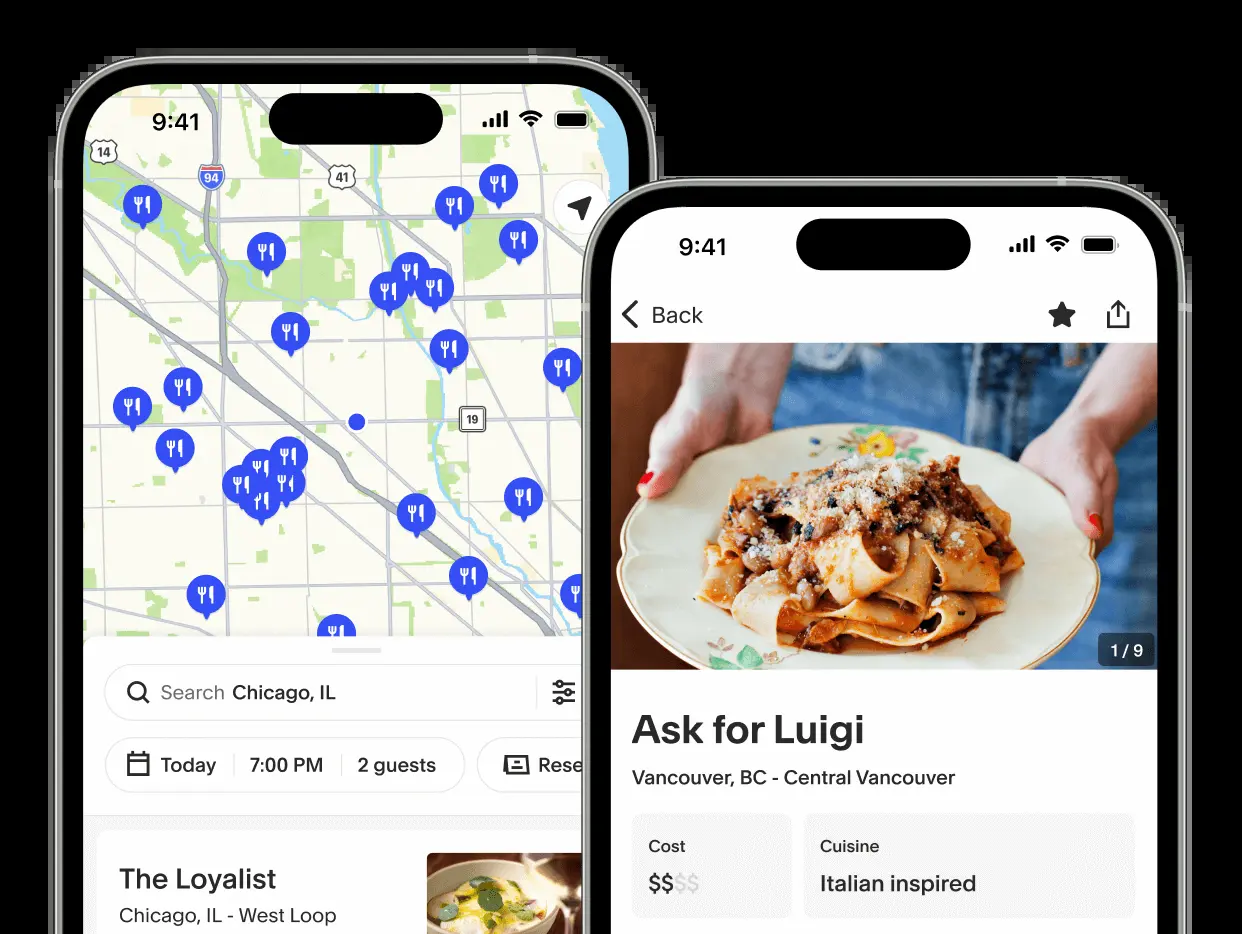 9:41
14
94
41
19
Search Chicago, IL
Today 7:00 PM 2 guests
Rese
The Loyalist
Chicago, IL - West Loop
9:41
Back
1 / 9
Ask for Luigi
Vancouver, BC - Central Vancouver
Cost
$$$$
Cuisine
Italian inspired